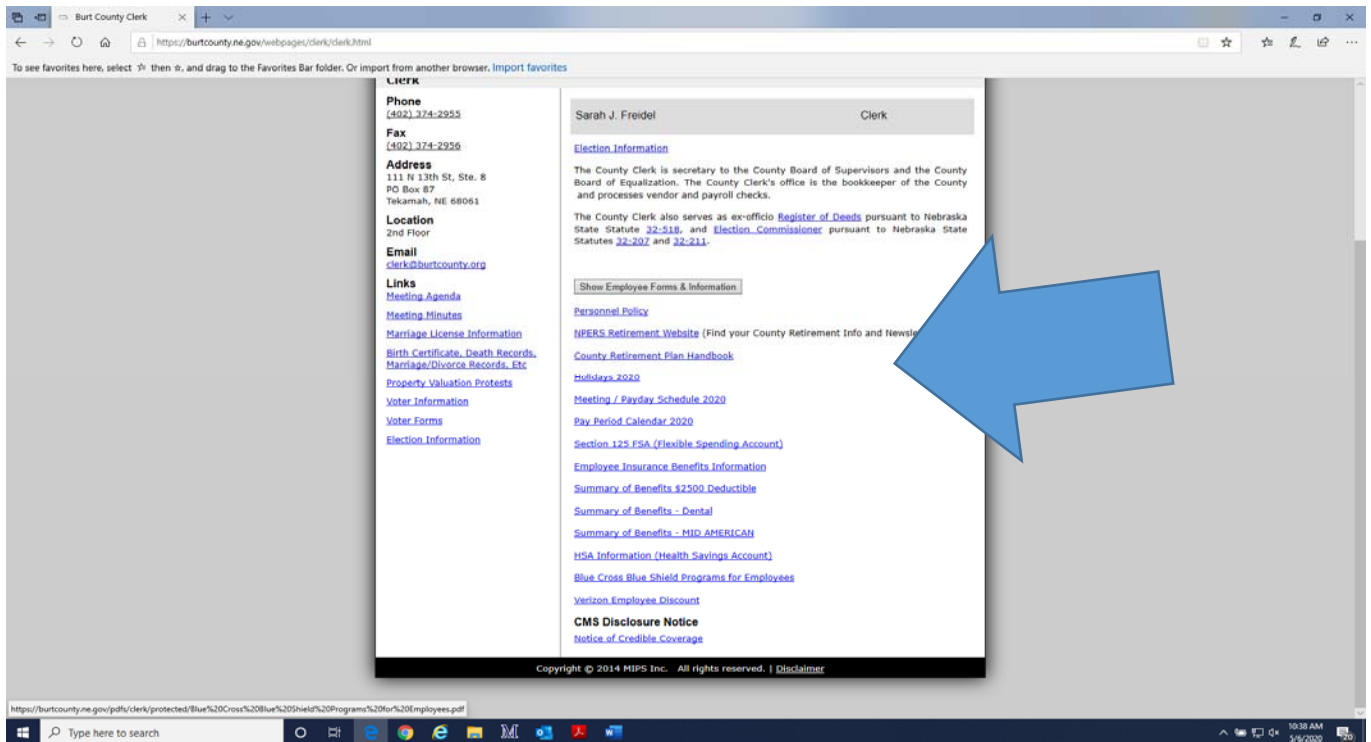 Burt County Clerk
https://burtcounty.ne.gov/webpages/clerk/clerk.html
To see favorites here, select ☆ then ☆, and drag to the Favorites Bar folder. Or import from another browser. Import favorites
Clerk
Phone
(402) 374-2955
Fax
(402) 374-2956
Address
111 N 13th St, Ste. 8
PO Box 87
Tekamah, NE 68061
Location
2nd Floor
Email
clerk@burtcounty.org
Links
Meeting Agenda
Meeting Minutes
Marriage License Information
Birth Certificate, Death Records,
Marriage/Divorce Records, Etc
Property Valuation Protests
Voter Information
Voter Forms
Election Information
Sarah J. Freidel Clerk
Election Information
The County Clerk is secretary to the County Board of Supervisors and the County
Board of Equalization. The County Clerk's office is the bookkeeper of the County
and processes vendor and payroll checks.
The County Clerk also serves as ex-officio Register of Deeds pursuant to Nebraska
State Statute 32-518, and Election Commissioner pursuant to Nebraska State
Statutes 32-207 and 32-211.
Show Employee Forms & Information
Personnel Policy
NPERS Retirement Website (Find your County Retirement Info and
County Retirement Plan Handbook
Holidays 2020
Meeting / Payday Schedule 2020
Pay Period Calendar 2020
Section 125 FSA (Flexible Spending Account)
Employee Insurance Benefits Information
Summary of Benefits $2500 Deductible
Summary of Benefits - Dental
Summary of Benefits - MID AMERICAN
HSA Information (Health Savings Account)
Blue Cross Blue Shield Programs for Employees
Verizon Employee Discount
CMS Disclosure Notice
Notice of Credible Coverage
Copyright © 2014 MIPS Inc. All rights reserved. | Disclaimer
https://burtcounty.ne.gov/pdfs/clerk/protected/Blue%20Cross%20Blue%20Shield%20Programs%20for%20Employees.pdf
Type here to search
10:38 AM
5/6/2020
20